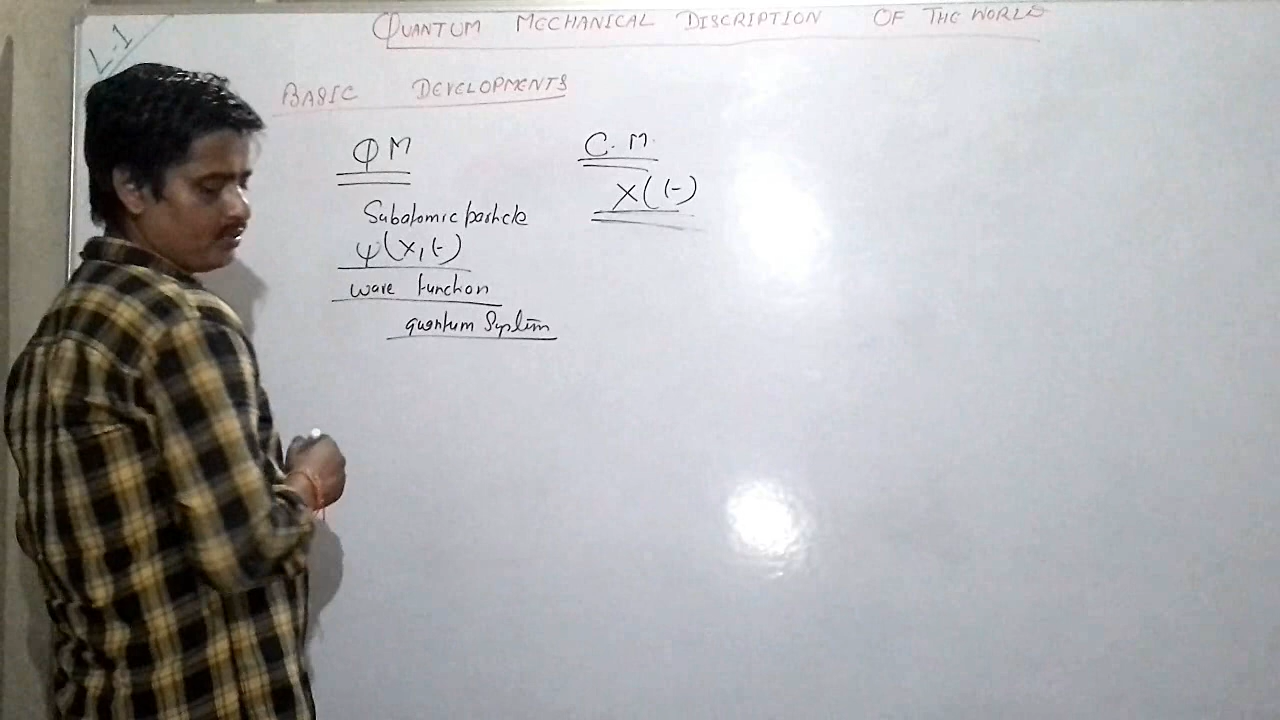 L-1
QUANTUM MECHANICAL DISCRIPTION OF THE WORLD
BASIC DEVELOPMENTS
QM
C.M.
X(t)
Subatomic particle
ψ(x,t)
wave function
quantum System